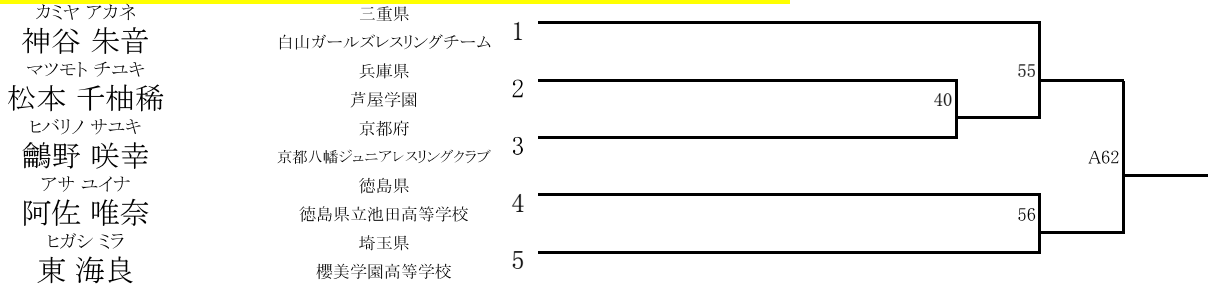 カミヤ アカネ 三重県
神谷 朱音 白山ガールズレスリングチーム 1
マツモト チユキ 兵庫県 55
松本 千柚稀 芦屋学園 2 40
ヒバリノ サユキ 京都府
鸙野 咲幸 京都八幡ジュニアレスリングクラブ 3 A62
アサ ユイナ 徳島県
阿佐 唯奈 徳島県立池田高等学校 4 56
ヒガシ ミラ 埼玉県
東 海良 櫻美学園高等学校 5